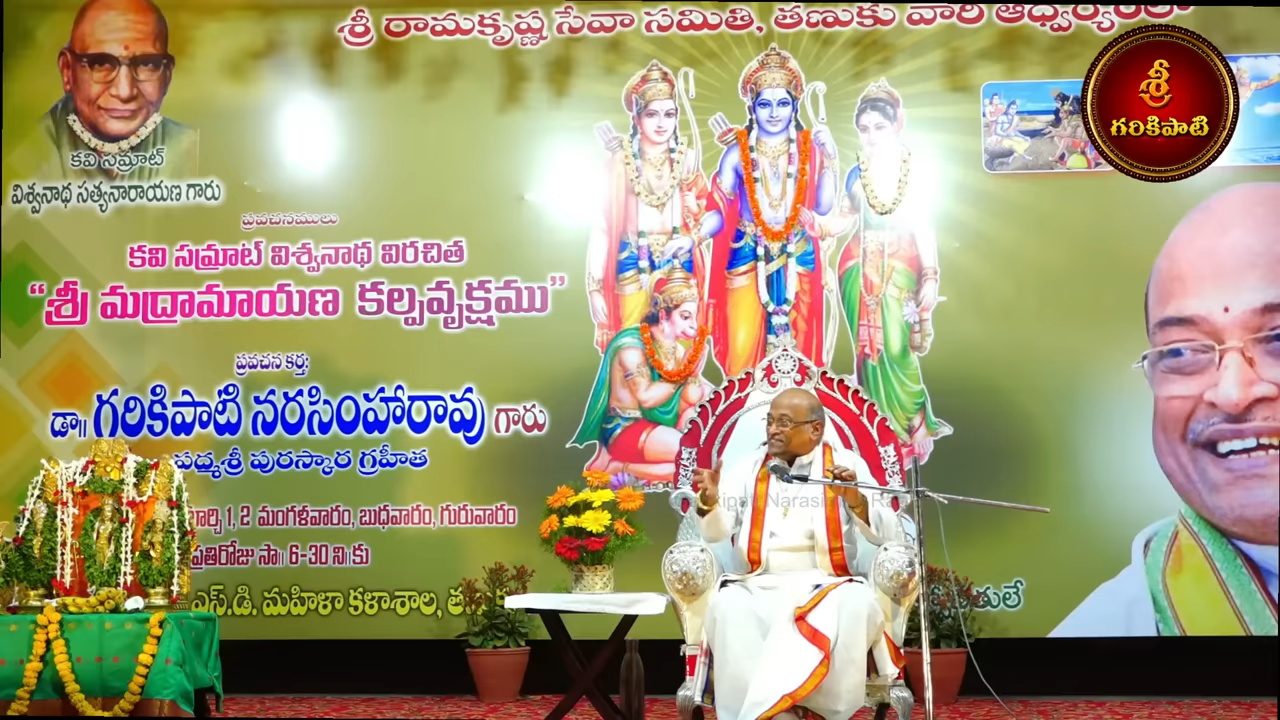 శ్రీ రామకృష్ణ సేవా సమితి, తణుకు వారి ఆధ్వర్యంలో
శ్రీ
గరికిపాటి
కవి సమ్రాట్
విశ్వనాథ సత్యనారాయణ గారు
ప్రవచనములు
కవి సమ్రాట్ విశ్వనాథ విరచిత
“శ్రీ మద్రామాయణ కల్పవృక్షము”
ప్రవచన కర్త:
డా॥ గరికిపాటి నరసింహారావు గారు
పద్మశ్రీ పురస్కార గ్రహీత
మార్చి 1, 2 మంగళవారం, బుధవారం, గురువారం
ప్రతిరోజు సా॥ 6-30 ని॥కు
ఎస్.డి. మహిళా కళాశాల,